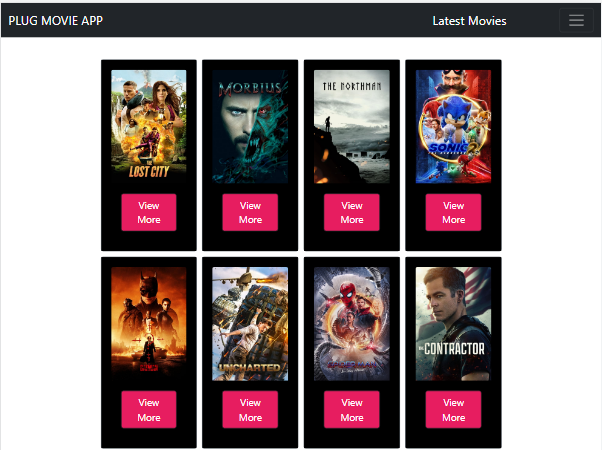 PLUG MOVIE APP
Latest Movies
THE
LOST CITY
MORBIUS
THE NORTHMAN
SONIC 2
View
More
View
More
View
More
View
More
UNCHARTED
SPIDER-MAN
CONTRACTOR
View
More
View
More
View
More
View
More